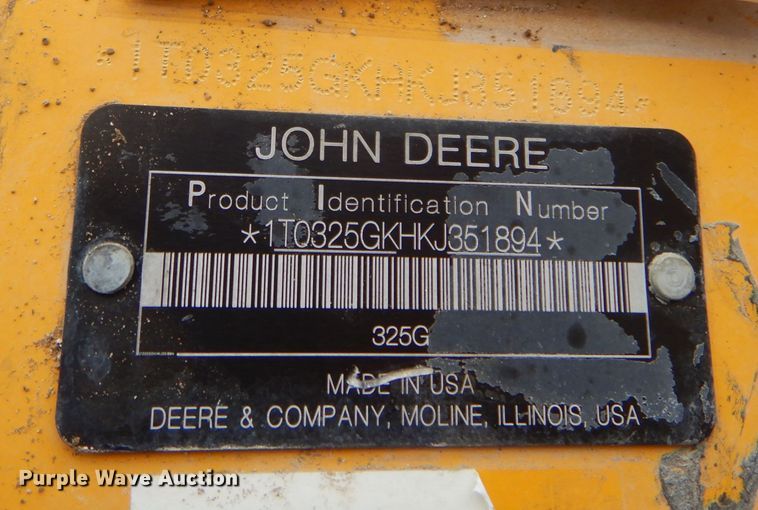 *1T0325GKHKJ351894*
JOHN DEERE
Product Identification Number
*1T0325GKHKJ351894*
325G
MADE IN USA
DEERE & COMPANY, MOLINE, ILLINOIS, USA
Purple Wave Auction